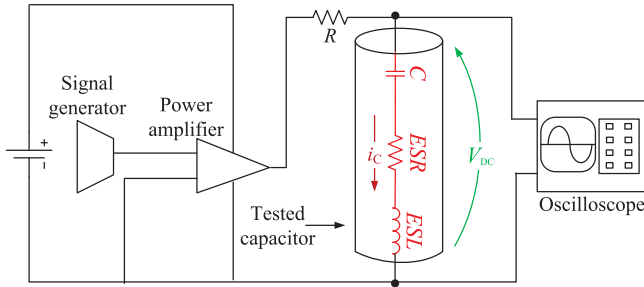 R
Signal
generator
Power
amplifier
+
-
C
ESR
i_C
ESL
V_DC
Tested
capacitor
Oscilloscope